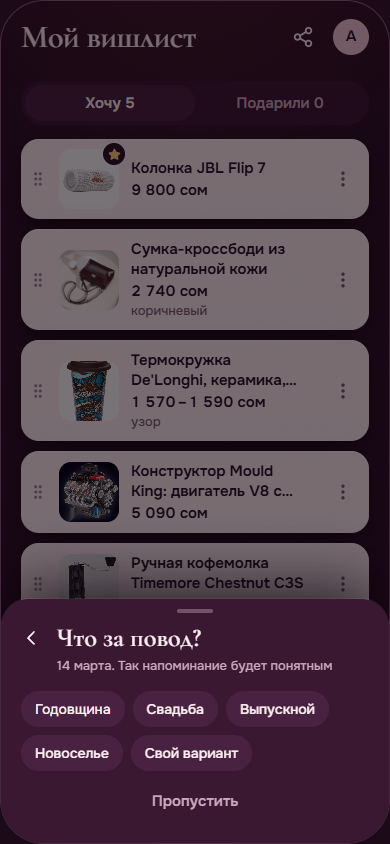 Мой вишлист
А
Хочу 5
Подарили 0
Колонка JBL Flip 7
9 800 сом
Сумка-кроссбоди из
натуральной кожи
2 740 сом
коричневый
Термокружка
De'Longhi, керамика,...
1 570 – 1 590 сом
узор
Конструктор Mould
King: двигатель V8 с...
5 090 сом
Ручная кофемолка
Timemore Chestnut C3S
Что за повод?
14 марта. Так напоминание будет понятным
Годовщина
Свадьба
Выпускной
Новоселье
Свой вариант
Пропустить